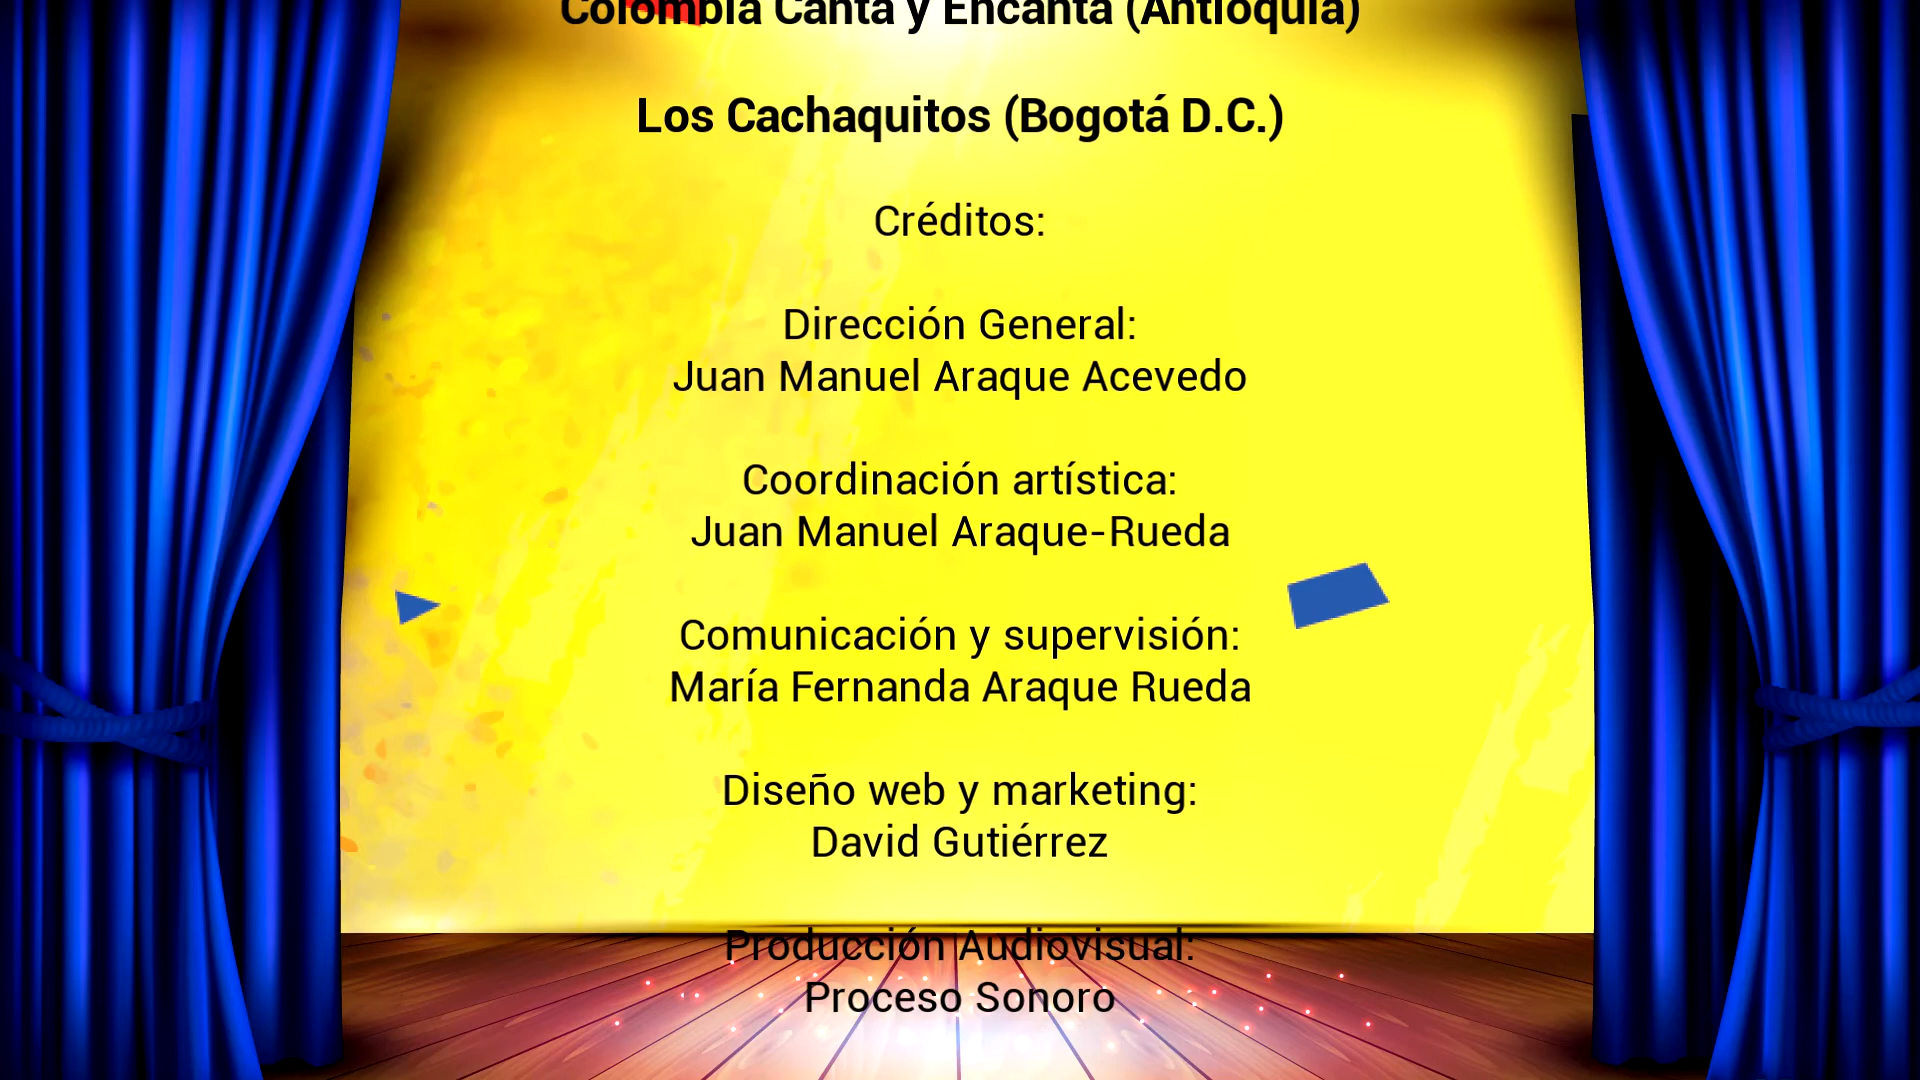 Colombia Canta y Encanta (Antioquia)
Los Cachaquitos (Bogotá D.C.)
Créditos:
Dirección General:
Juan Manuel Araque Acevedo
Coordinación artística:
Juan Manuel Araque-Rueda
Comunicación y supervisión:
María Fernanda Araque Rueda
Diseño web y marketing:
David Gutiérrez
Producción Audiovisual:
Proceso Sonoro